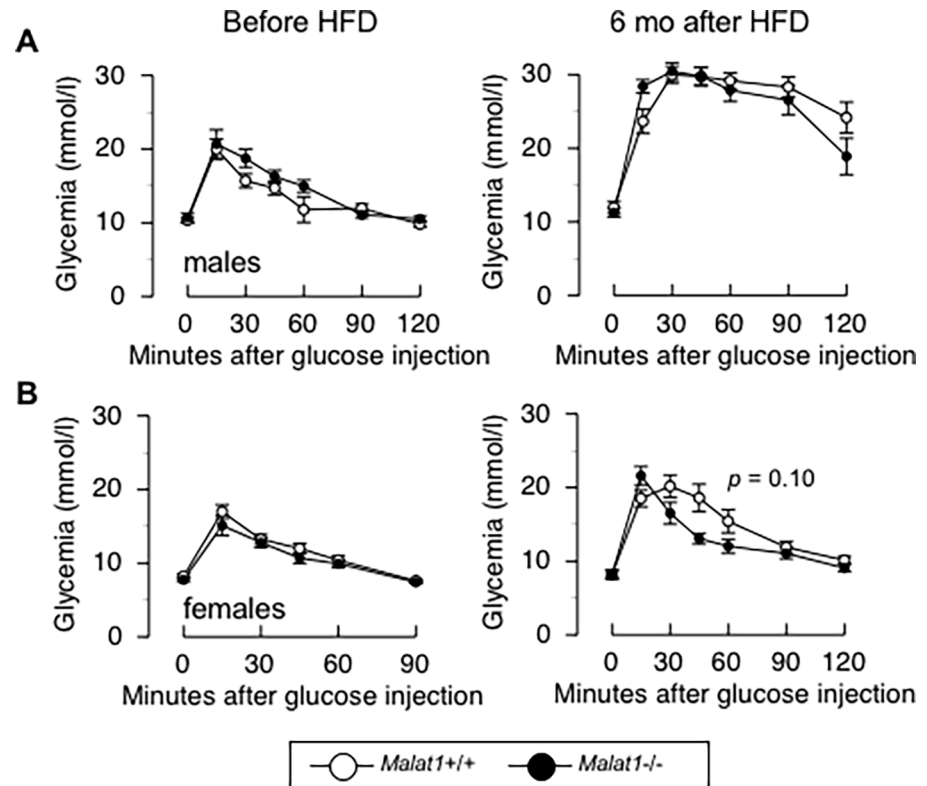 Before HFD
6 mo after HFD
A
Glycemia (mmol/l)
30
20
10
0
males
0 30 60 90 120
Minutes after glucose injection
Glycemia (mmol/l)
30
20
10
0
0 30 60 90 120
Minutes after glucose injection
B
Glycemia (mmol/l)
30
20
10
0
females
0 30 60 90
Minutes after glucose injection
Glycemia (mmol/l)
30
20
10
0
p = 0.10
0 30 60 90 120
Minutes after glucose injection
Malat1+/+ Malat1-/-